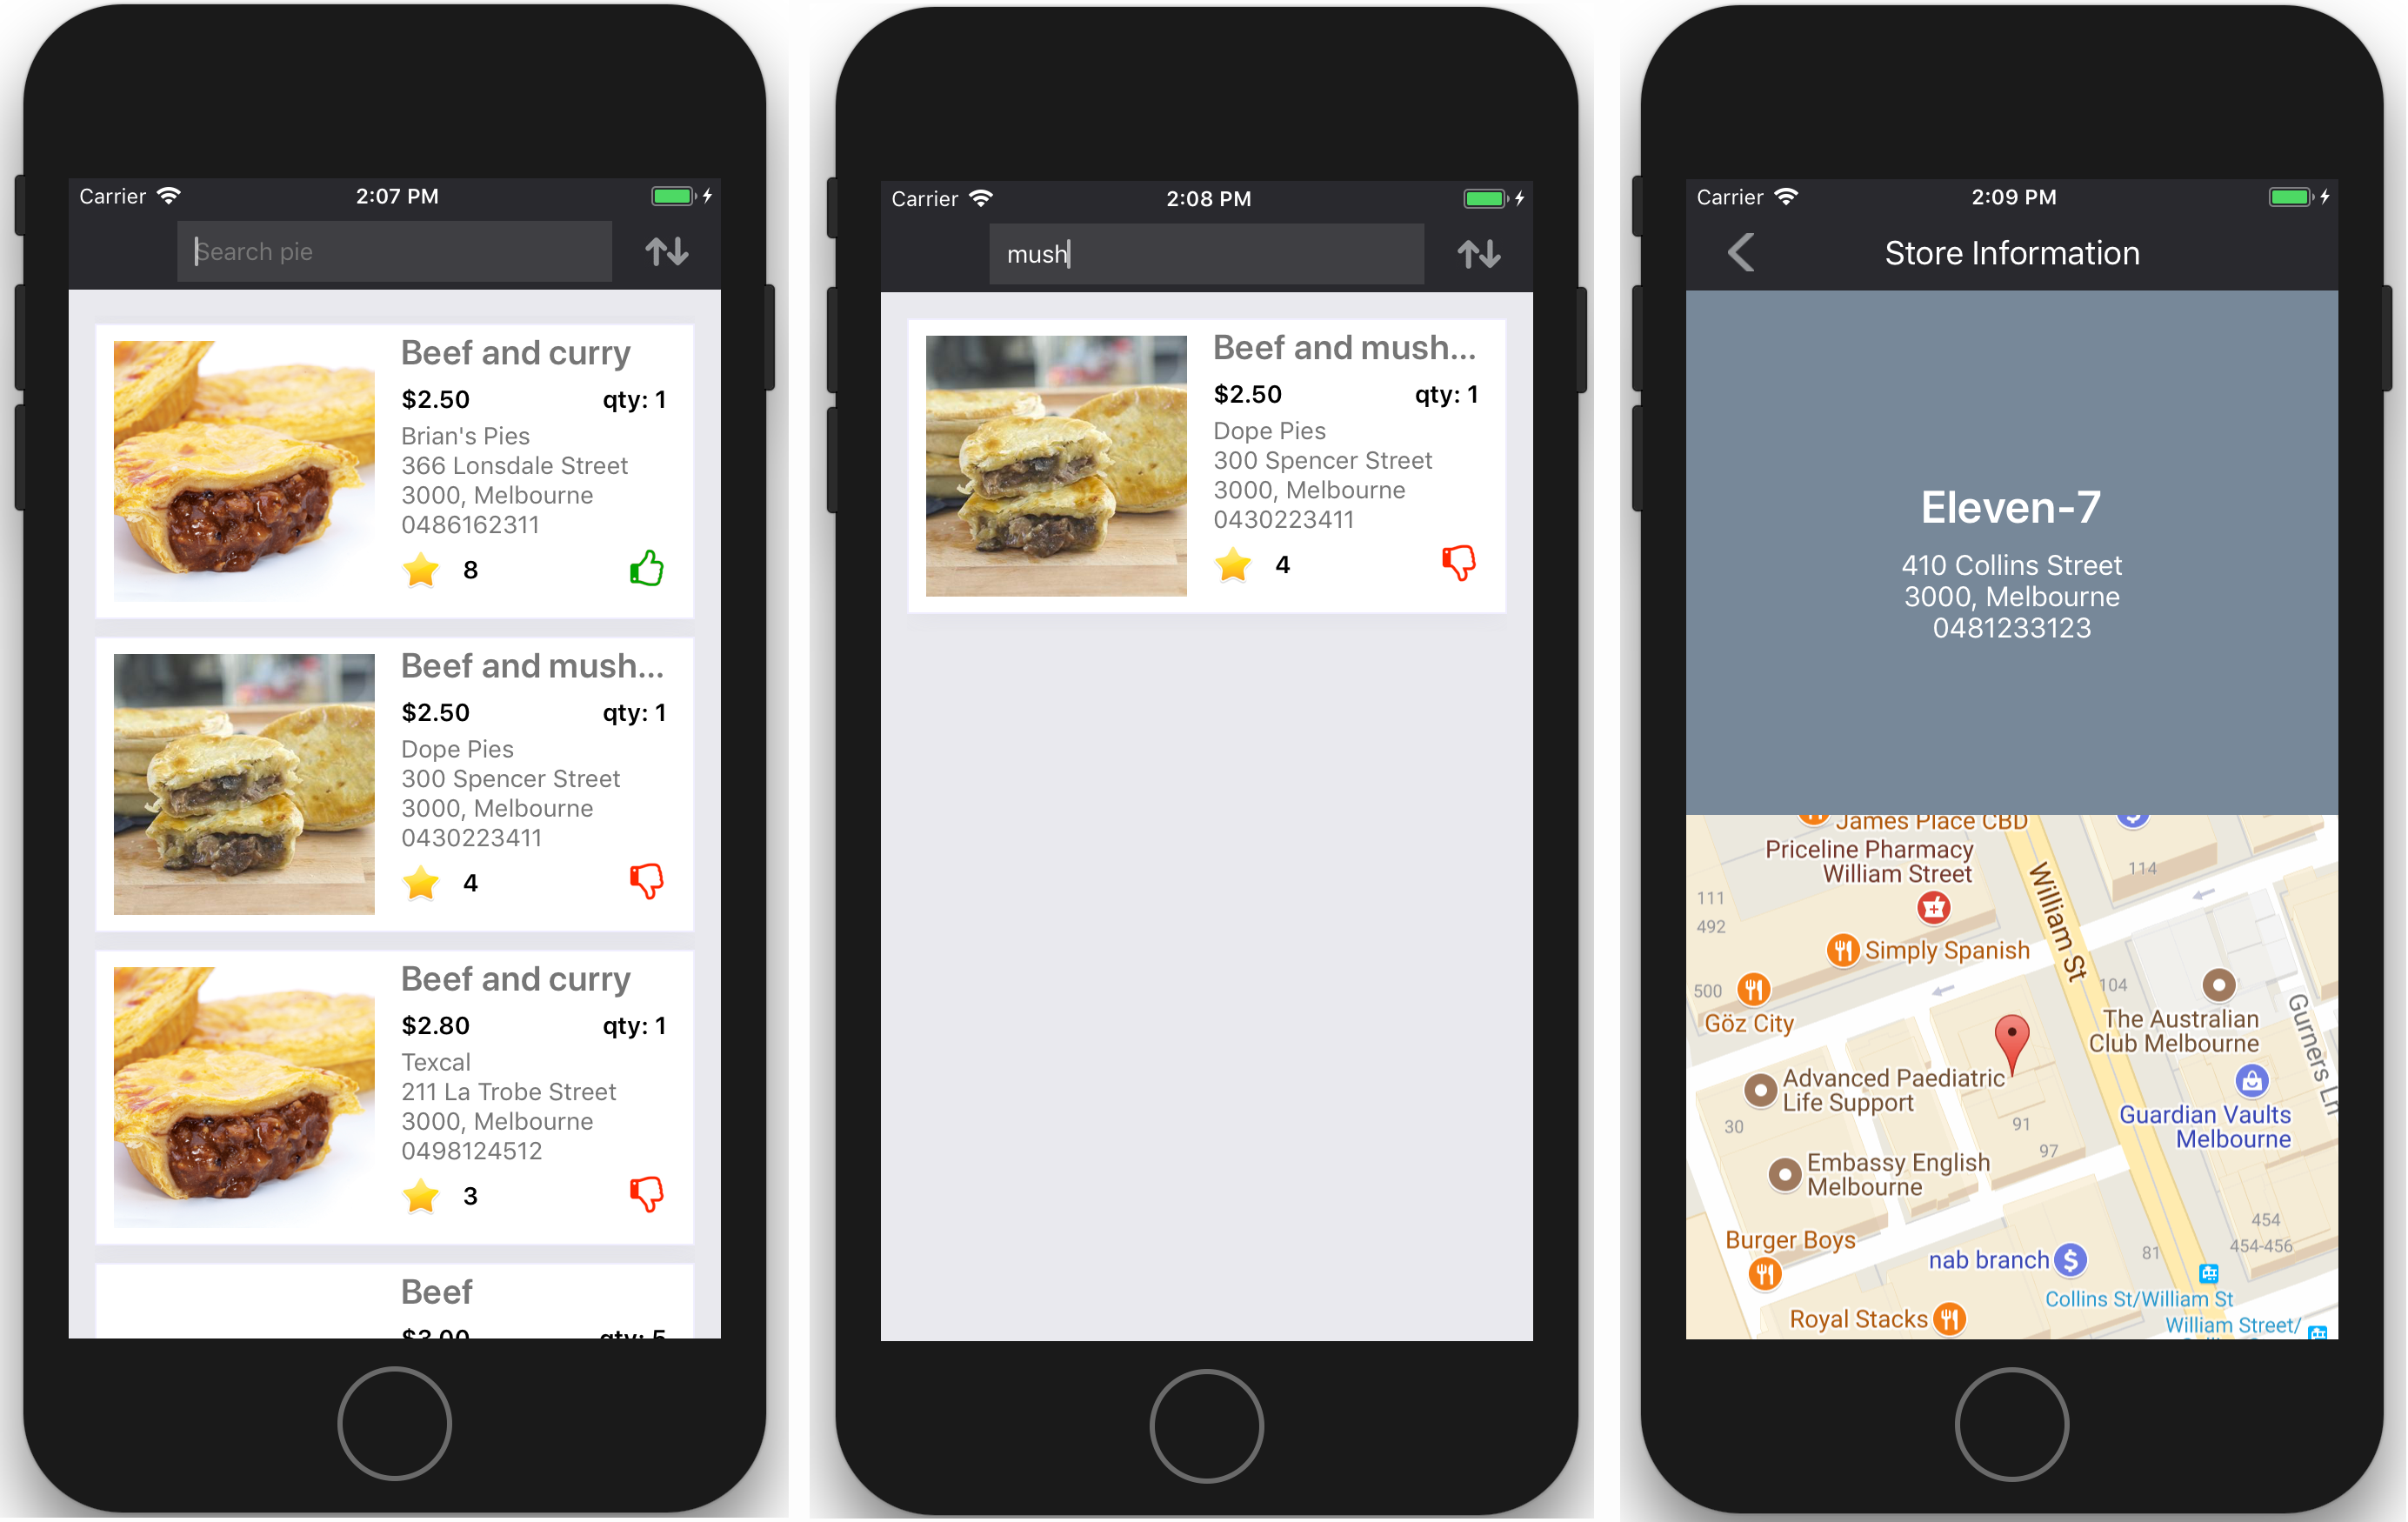 Carrier 2:07 PM
Search pie
Beef and curry
$2.50 qty: 1
Brian's Pies
366 Lonsdale Street
3000, Melbourne
0486162311
8
Beef and mush...
$2.50 qty: 1
Dope Pies
300 Spencer Street
3000, Melbourne
0430223411
4
Beef and curry
$2.80 qty: 1
Texcal
211 La Trobe Street
3000, Melbourne
0498124512
3
Beef
$3.00 qty: 5
Carrier 2:08 PM
mush
Beef and mush...
$2.50 qty: 1
Dope Pies
300 Spencer Street
3000, Melbourne
0430223411
4
Carrier 2:09 PM
Store Information
Eleven-7
410 Collins Street
3000, Melbourne
0481233123
James Place CBD
Priceline Pharmacy
William Street
114
William St
111
492
Simply Spanish
500
104
Göz City
The Australian
Club Melbourne
Gurners Ln
Advanced Paediatric
Life Support
Guardian Vaults
Melbourne
30
91
97
Embassy English
Melbourne
454
454-456
Burger Boys
nab branch
81
Collins St/William St
Royal Stacks
William Street/